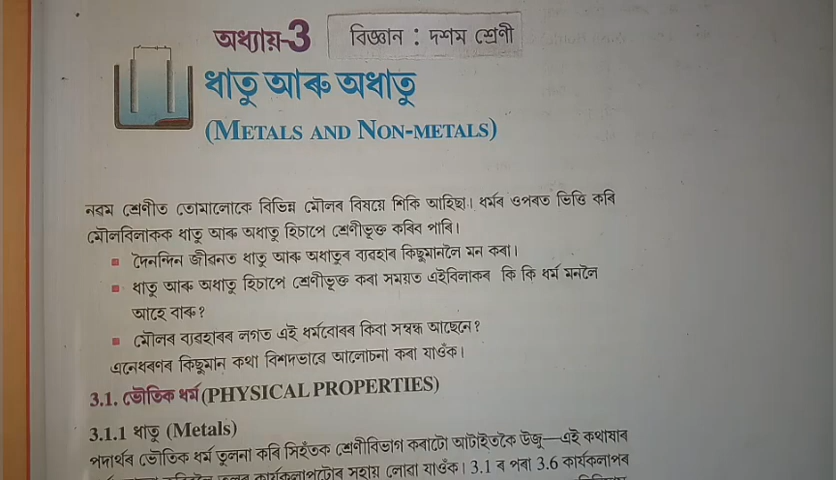 অধ্যায়-3
বিজ্ঞান : দশম শ্ৰেণী
ধাতু আৰু অধাতু
(METALS AND NON-METALS)
নৱম শ্ৰেণীত তোমালোকে বিভিন্ন মৌলৰ বিষয়ে শিকি আহিছা। ধৰ্মৰ ওপৰত ভিত্তি কৰি
মৌলবিলাকক ধাতু আৰু অধাতু হিচাপে শ্ৰেণীভুক্ত কৰিব পাৰি।
■ দৈনন্দিন জীৱনত ধাতু আৰু অধাতুৰ ব্যৱহাৰ কিছুমানলৈ মন কৰা।
■ ধাতু আৰু অধাতু হিচাপে শ্ৰেণীভুক্ত কৰা সময়ত এইবিলাকৰ কি কি ধৰ্ম মনলৈ
আহে বাৰু?
■ মৌলৰ ব্যৱহাৰৰ লগত এই ধৰ্মবোৰৰ কিবা সম্বন্ধ আছেনে?
এনেধৰণৰ কিছুমান কথা বিশদভাৱে আলোচনা কৰা যাওঁক।
3.1. ভৌতিক ধৰ্ম (PHYSICAL PROPERTIES)
3.1.1 ধাতু (Metals)
পদাৰ্থৰ ভৌতিক ধৰ্ম তুলনা কৰি সিহঁতক শ্ৰেণীবিভাগ কৰাটো আটাইতকৈ উজু—এই কথাষাৰ
তলৰ কাৰ্যকলাপটোৰ সহায় লোৱা যাওঁক। 3.1 ৰ পৰা 3.6 কাৰ্যকলাপৰ